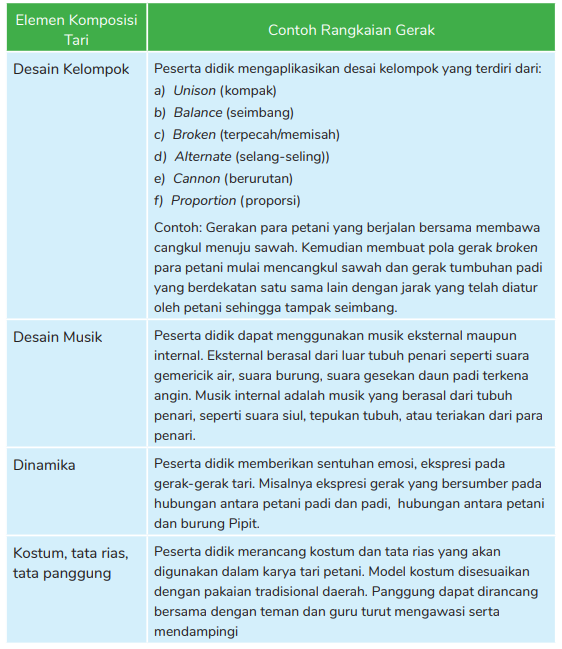 Elemen Komposisi
Tari
Contoh Rangkaian Gerak
Desain Kelompok
Peserta didik mengaplikasikan desai kelompok yang terdiri dari:
a) Unison (kompak)
b) Balance (seimbang)
c) Broken (terpecah/memisah)
d) Alternate (selang-seling))
e) Cannon (berurutan)
f) Proportion (proporsi)
Contoh: Gerakan para petani yang berjalan bersama membawa
cangkul menuju sawah. Kemudian membuat pola gerak broken
para petani mulai mencangkul sawah dan gerak tumbuhan padi
yang berdekatan satu sama lain dengan jarak yang telah diatur
oleh petani sehingga tampak seimbang.
Desain Musik
Peserta didik dapat menggunakan musik eksternal maupun
internal. Eksternal berasal dari luar tubuh penari seperti suara
gemericik air, suara burung, suara gesekan daun padi terkena
angin. Musik internal adalah musik yang berasal dari tubuh
penari, seperti suara siul, tepukan tubuh, atau teriakan dari para
penari.
Dinamika
Peserta didik memberikan sentuhan emosi, ekspresi pada
gerak-gerak tari. Misalnya ekspresi gerak yang bersumber pada
hubungan antara petani padi dan padi, hubungan antara petani
dan burung Pipit.
Kostum, tata rias,
tata panggung
Peserta didik merancang kostum dan tata rias yang akan
digunakan dalam karya tari petani. Model kostum disesuaikan
dengan pakaian tradisional daerah. Panggung dapat dirancang
bersama dengan teman dan guru turut mengawasi serta
mendampingi